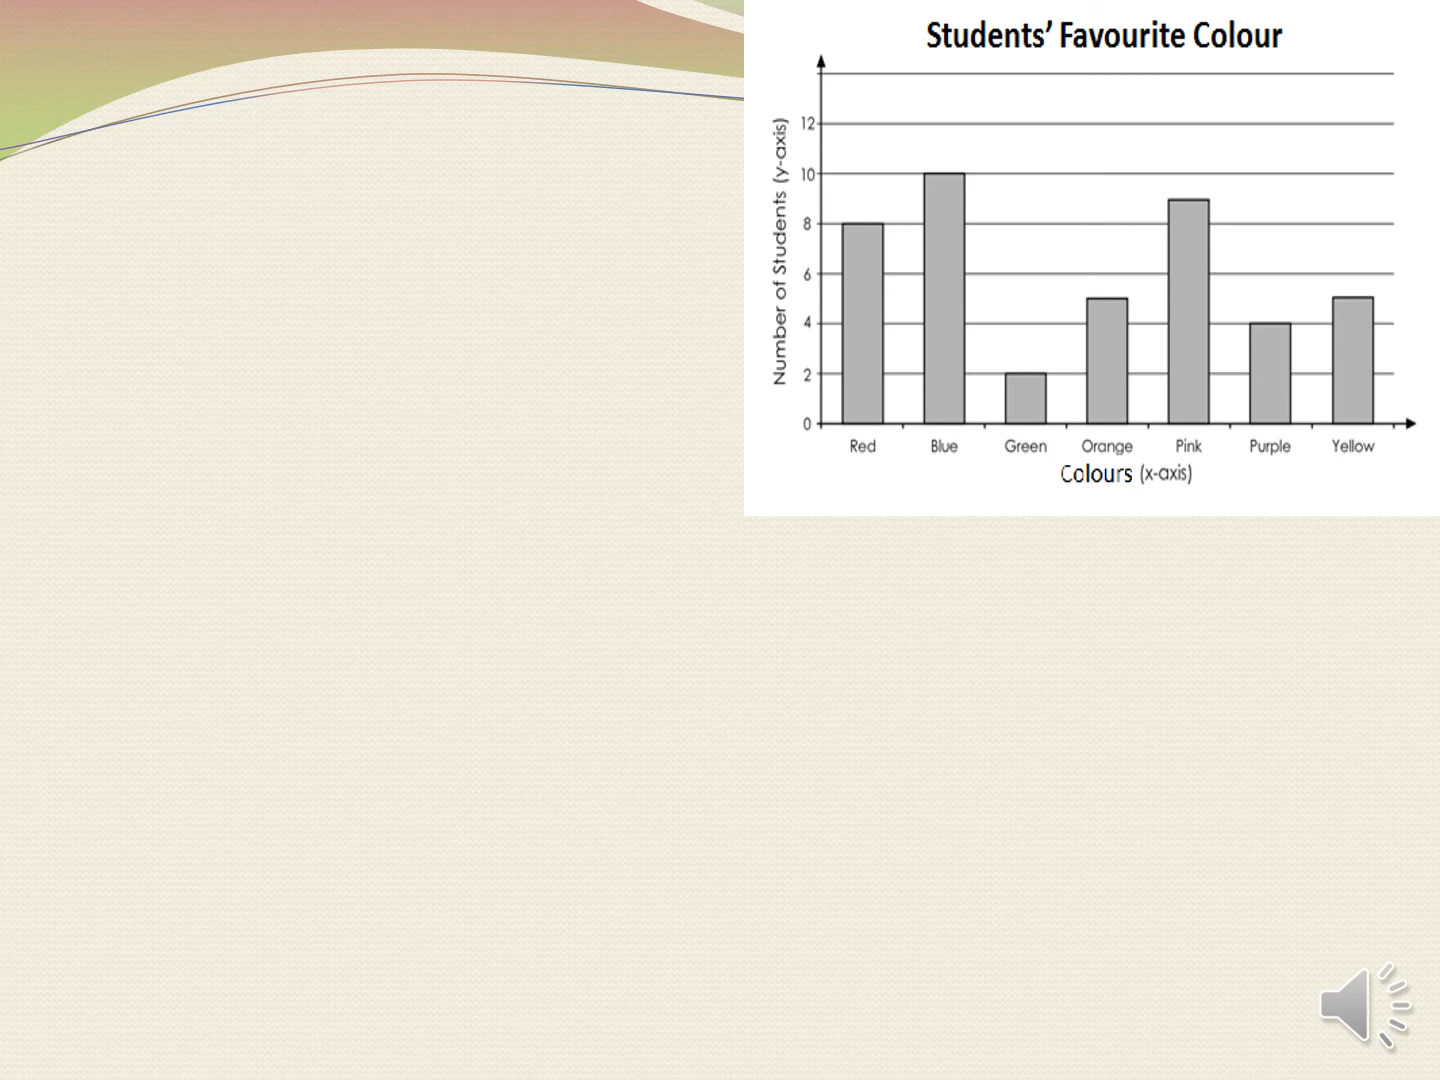 Students’ Favourite Colour
Number of Students (y-axis)
12
10
8
6
4
2
0
Red Blue Green Orange Pink Purple Yellow
Colours (x-axis)